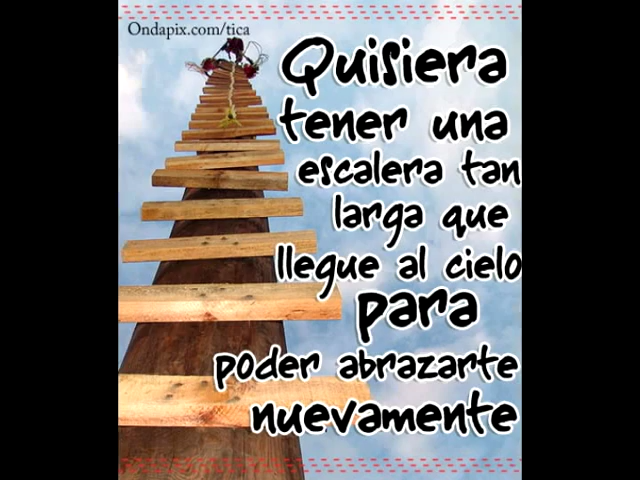 Ondapix.com/tica
Quisiera
tener una
escalera tan
larga que
llegue al cielo
para
poder abrazarte
nuevamente